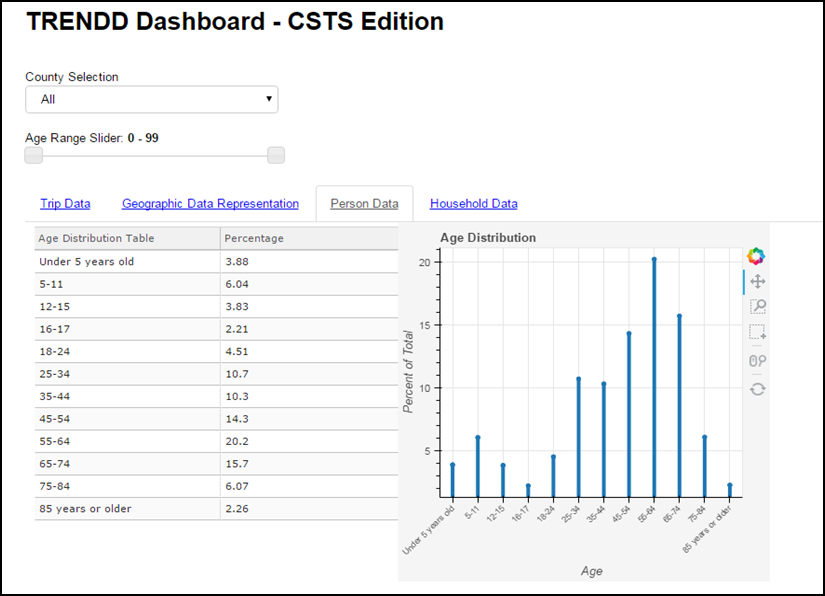 TRENDD Dashboard - CSTS Edition
County Selection
All
Age Range Slider: 0 - 99
Trip Data Geographic Data Representation Person Data Household Data
Age Distribution Table Percentage
Under 5 years old 3.88
5-11 6.04
12-15 3.83
16-17 2.21
18-24 4.51
25-34 10.7
35-44 10.3
45-54 14.3
55-64 20.2
65-74 15.7
75-84 6.07
85 years or older 2.26
Age Distribution
Percent of Total
20
15
10
5
Under 5 years old 5-11 12-15 16-17 18-24 25-34 35-44 45-54 55-64 65-74 75-84 85 years or older
Age